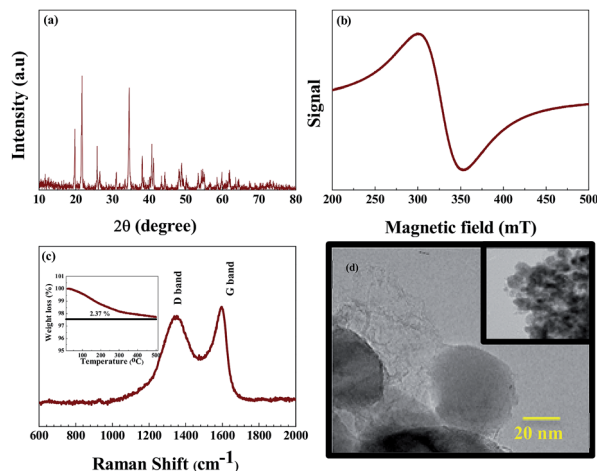 (a)
Intensity (a.u)
10 20 30 40 50 60 70 80
2θ (degree)
(b)
Signal
200 250 300 350 400 450 500
Magnetic field (mT)
(c)
D band
G band
101
100
99
98
97
96
95
Weight loss (%)
2.37 %
100 200 300 400 500
Temperature (⁰C)
600 800 1000 1200 1400 1600 1800 2000
Raman Shift (cm⁻¹)
(d)
20 nm